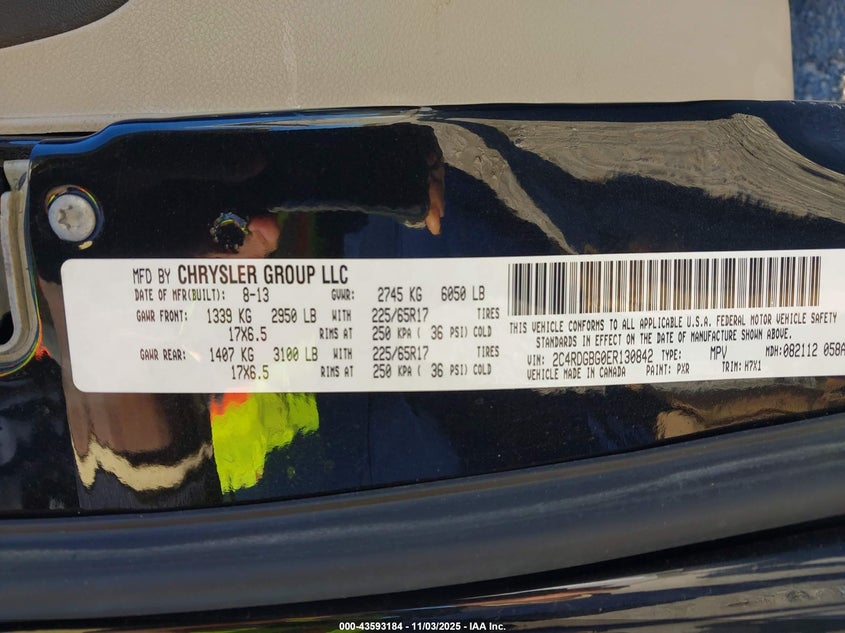 MFD BY CHRYSLER GROUP LLC
DATE OF MFR(BUILT): 8-13 GVWR: 2745 KG 6050 LB
GAWR FRONT: 1339 KG 2950 LB WITH 225/65R17 TIRES
17X6.5 RIMS AT 250 KPA ( 36 PSI) COLD
GAWR REAR: 1407 KG 3100 LB WITH 225/65R17 TIRES
17X6.5 RIMS AT 250 KPA ( 36 PSI) COLD
THIS VEHICLE CONFORMS TO ALL APPLICABLE U.S.A. FEDERAL MOTOR VEHICLE SAFETY
STANDARDS IN EFFECT ON THE DATE OF MANUFACTURE SHOWN ABOVE.
VIN: 2C4RDGBG0ER130842 TYPE: MPV MDH: 082112 058A
VEHICLE MADE IN CANADA PAINT: PXR TRIM: H7X1
000-43593184 - 11/03/2025 - IAA Inc.